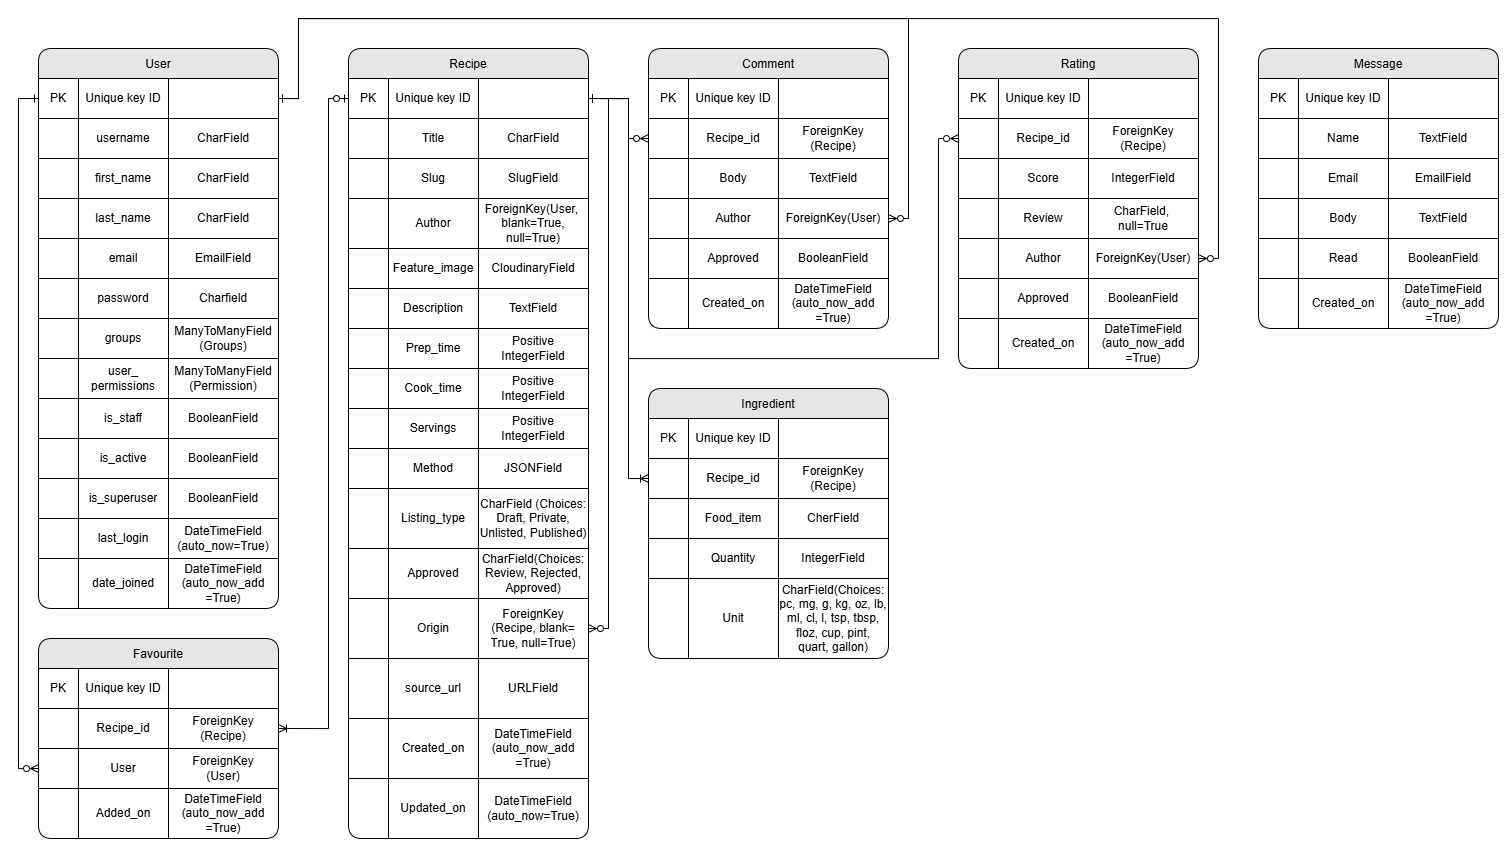 User
PK
Unique key ID
username
CharField
first_name
CharField
last_name
CharField
email
EmailField
password
Charfield
groups
ManyToManyField
(Groups)
user_
permissions
ManyToManyField
(Permission)
is_staff
BooleanField
is_active
BooleanField
is_superuser
BooleanField
last_login
DateTimeField
(auto_now=True)
date_joined
DateTimeField
(auto_now_add
=True)
Favourite
PK
Unique key ID
Recipe_id
ForeignKey
(Recipe)
User
ForeignKey
(User)
Added_on
DateTimeField
(auto_now_add
=True)
Recipe
PK
Unique key ID
Title
CharField
Slug
SlugField
Author
ForeignKey(User,
blank=True,
null=True)
Feature_image
CloudinaryField
Description
TextField
Prep_time
Positive
IntegerField
Cook_time
Positive
IntegerField
Servings
Positive
IntegerField
Method
JSONField
Listing_type
CharField (Choices:
Draft, Private,
Unlisted, Published)
Approved
CharField(Choices:
Review, Rejected,
Approved)
Origin
ForeignKey
(Recipe, blank=
True, null=True)
source_url
URLField
Created_on
DateTimeField
(auto_now_add
=True)
Updated_on
DateTimeField
(auto_now=True)
Comment
PK
Unique key ID
Recipe_id
ForeignKey
(Recipe)
Body
TextField
Author
ForeignKey(User)
Approved
BooleanField
Created_on
DateTimeField
(auto_now_add
=True)
Ingredient
PK
Unique key ID
Recipe_id
ForeignKey
(Recipe)
Food_item
CherField
Quantity
IntegerField
Unit
CharField(Choices:
pc, mg, g, kg, oz, lb,
ml, cl, l, tsp, tbsp,
floz, cup, pint,
quart, gallon)
Rating
PK
Unique key ID
Recipe_id
ForeignKey
(Recipe)
Score
IntegerField
Review
CharField,
null=True
Author
ForeignKey(User)
Approved
BooleanField
Created_on
DateTimeField
(auto_now_add
=True)
Message
PK
Unique key ID
Name
TextField
Email
EmailField
Body
TextField
Read
BooleanField
Created_on
DateTimeField
(auto_now_add
=True)